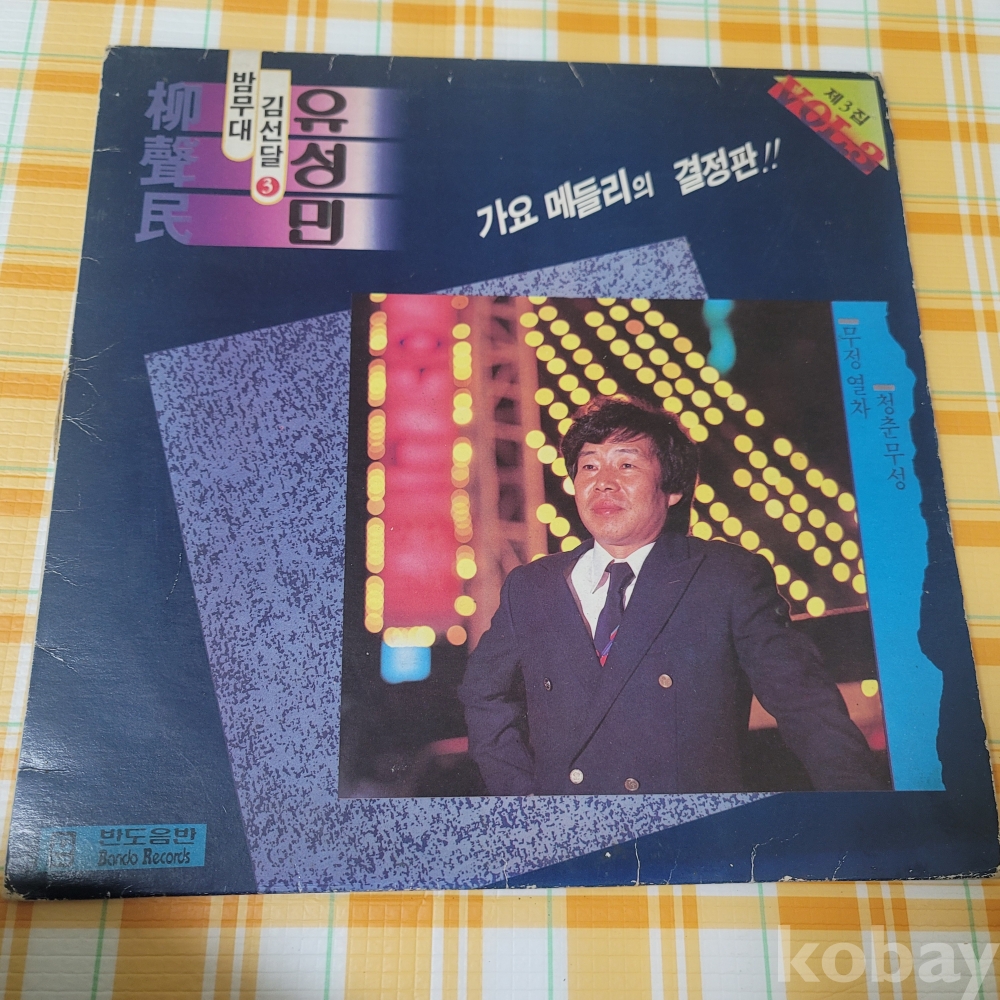 柳聲民
밤무대
김선달 3
유성민
가요 메들리의 결정판!!
제3집
VOL.3
무정 열차
청춘무성
반도음반
Bando Records
kobay